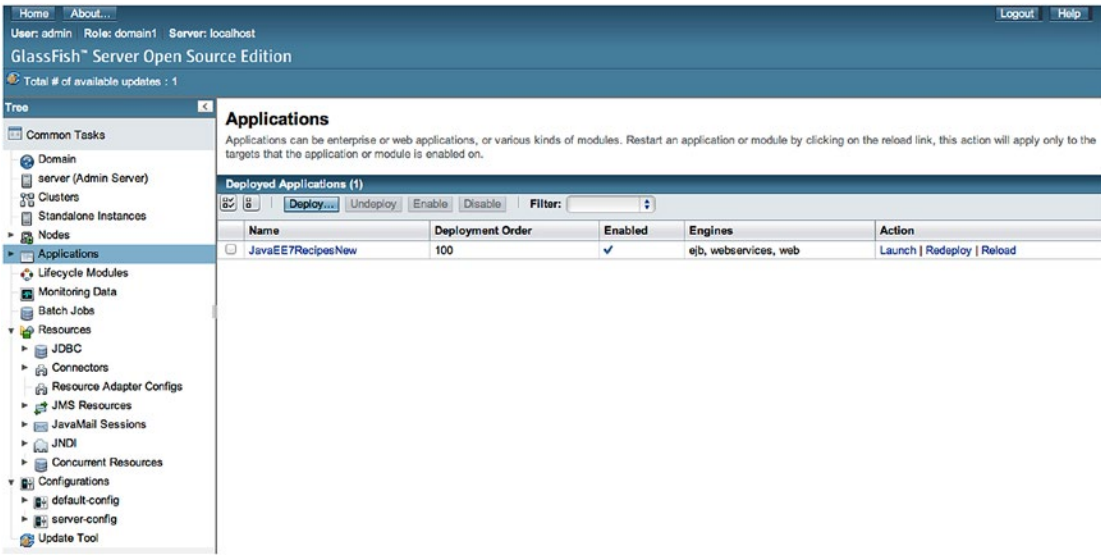 Home About... Logout Help
User: admin Role: domain1 Server: localhost
GlassFish™ Server Open Source Edition
Total # of available updates : 1
Tree
Common Tasks
Domain
server (Admin Server)
Clusters
Standalone Instances
Nodes
Applications
Lifecycle Modules
Monitoring Data
Batch Jobs
Resources
JDBC
Connectors
Resource Adapter Configs
JMS Resources
JavaMail Sessions
JNDI
Concurrent Resources
Configurations
default-config
server-config
Update Tool
Applications
Applications can be enterprise or web applications, or various kinds of modules. Restart an application or module by clicking on the reload link, this action will apply only to the
targets that the application or module is enabled on.
Deployed Applications (1)
Deploy... Undeploy Enable Disable Filter:
Name Deployment Order Enabled Engines Action
JavaEE7RecipesNew 100 ejb, webservices, web Launch | Redeploy | Reload